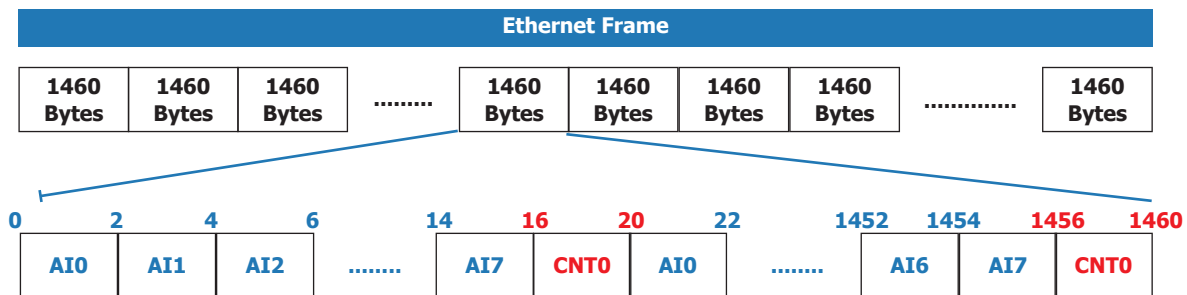 Ethernet Frame
1460 1460 1460 1460 1460 1460 1460 1460
Bytes Bytes Bytes ......... Bytes Bytes Bytes Bytes .............. Bytes
0 2 4 6 14 16 20 22 1452 1454 1456 1460
AI0 AI1 AI2 ........ AI7 CNT0 AI0 ........ AI6 AI7 CNT0